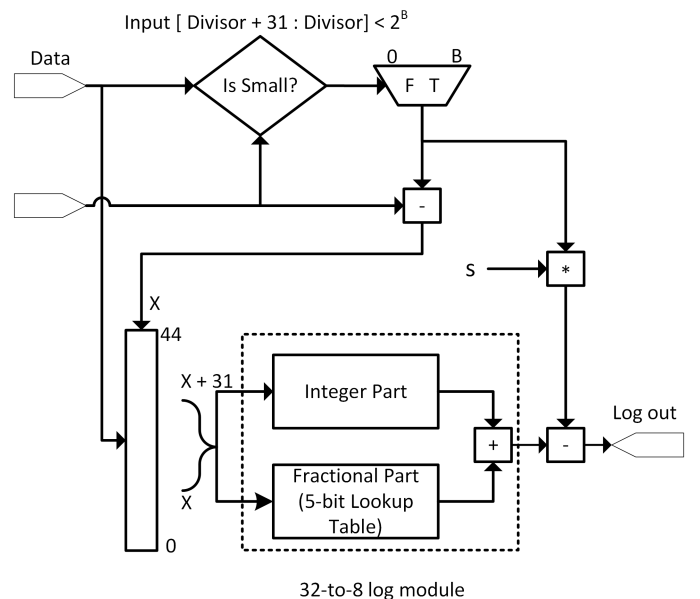 Input [ Divisor + 31 : Divisor] < 2^B
Data
Is Small?
0 B
F T
-
S
*
X
44
X + 31
Integer Part
Log out
+
-
Fractional Part
(5-bit Lookup
Table)
X
0
32-to-8 log module